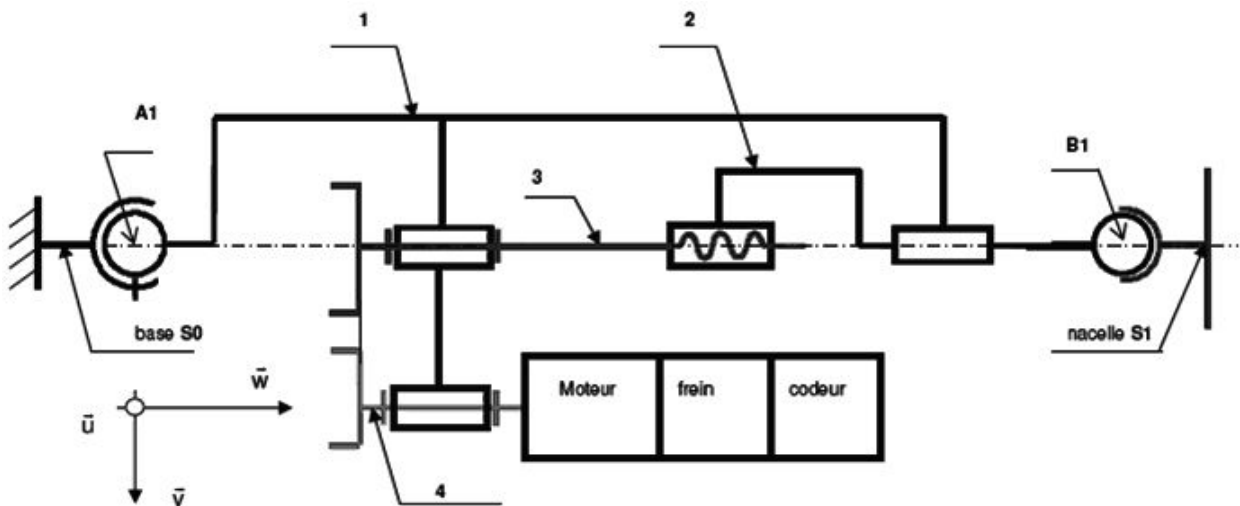 1
2
A1
B1
3
base S0
nacelle S1
w
Moteur
frein
codeur
u
v
4